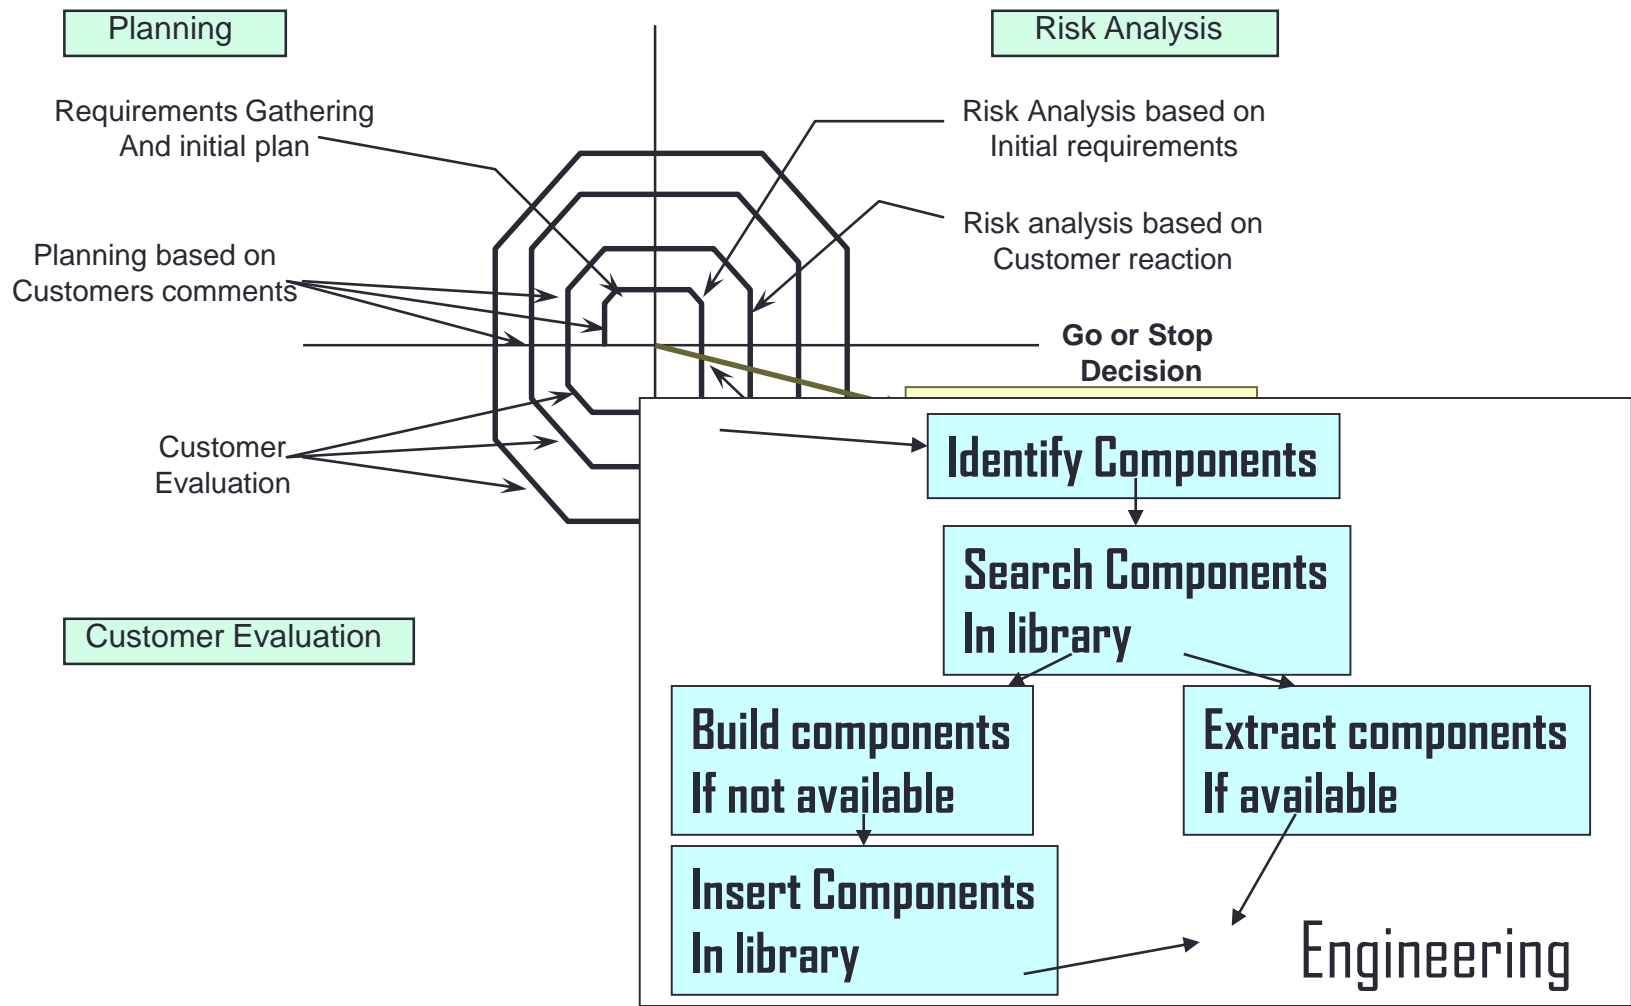 Planning
Risk Analysis
Requirements Gathering
And initial plan
Risk Analysis based on
Initial requirements
Planning based on
Customers comments
Risk analysis based on
Customer reaction
Go or Stop
Decision
Customer
Evaluation
Customer Evaluation
Identify Components
Search Components
In library
Build components
If not available
Extract components
If available
Insert Components
In library
Engineering